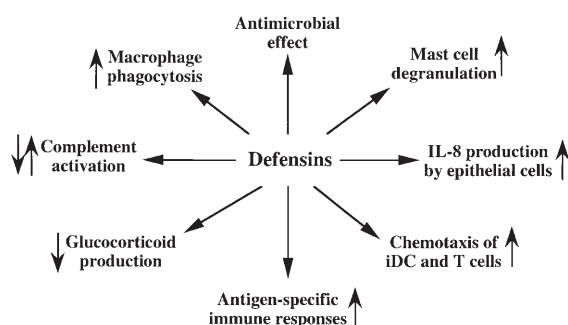 Antimicrobial
effect
Macrophage
phagocytosis
Mast cell
degranulation
Complement
activation
Defensins
IL-8 production
by epithelial cells
Glucocorticoid
production
Chemotaxis of
iDC and T cells
Antigen-specific
immune responses